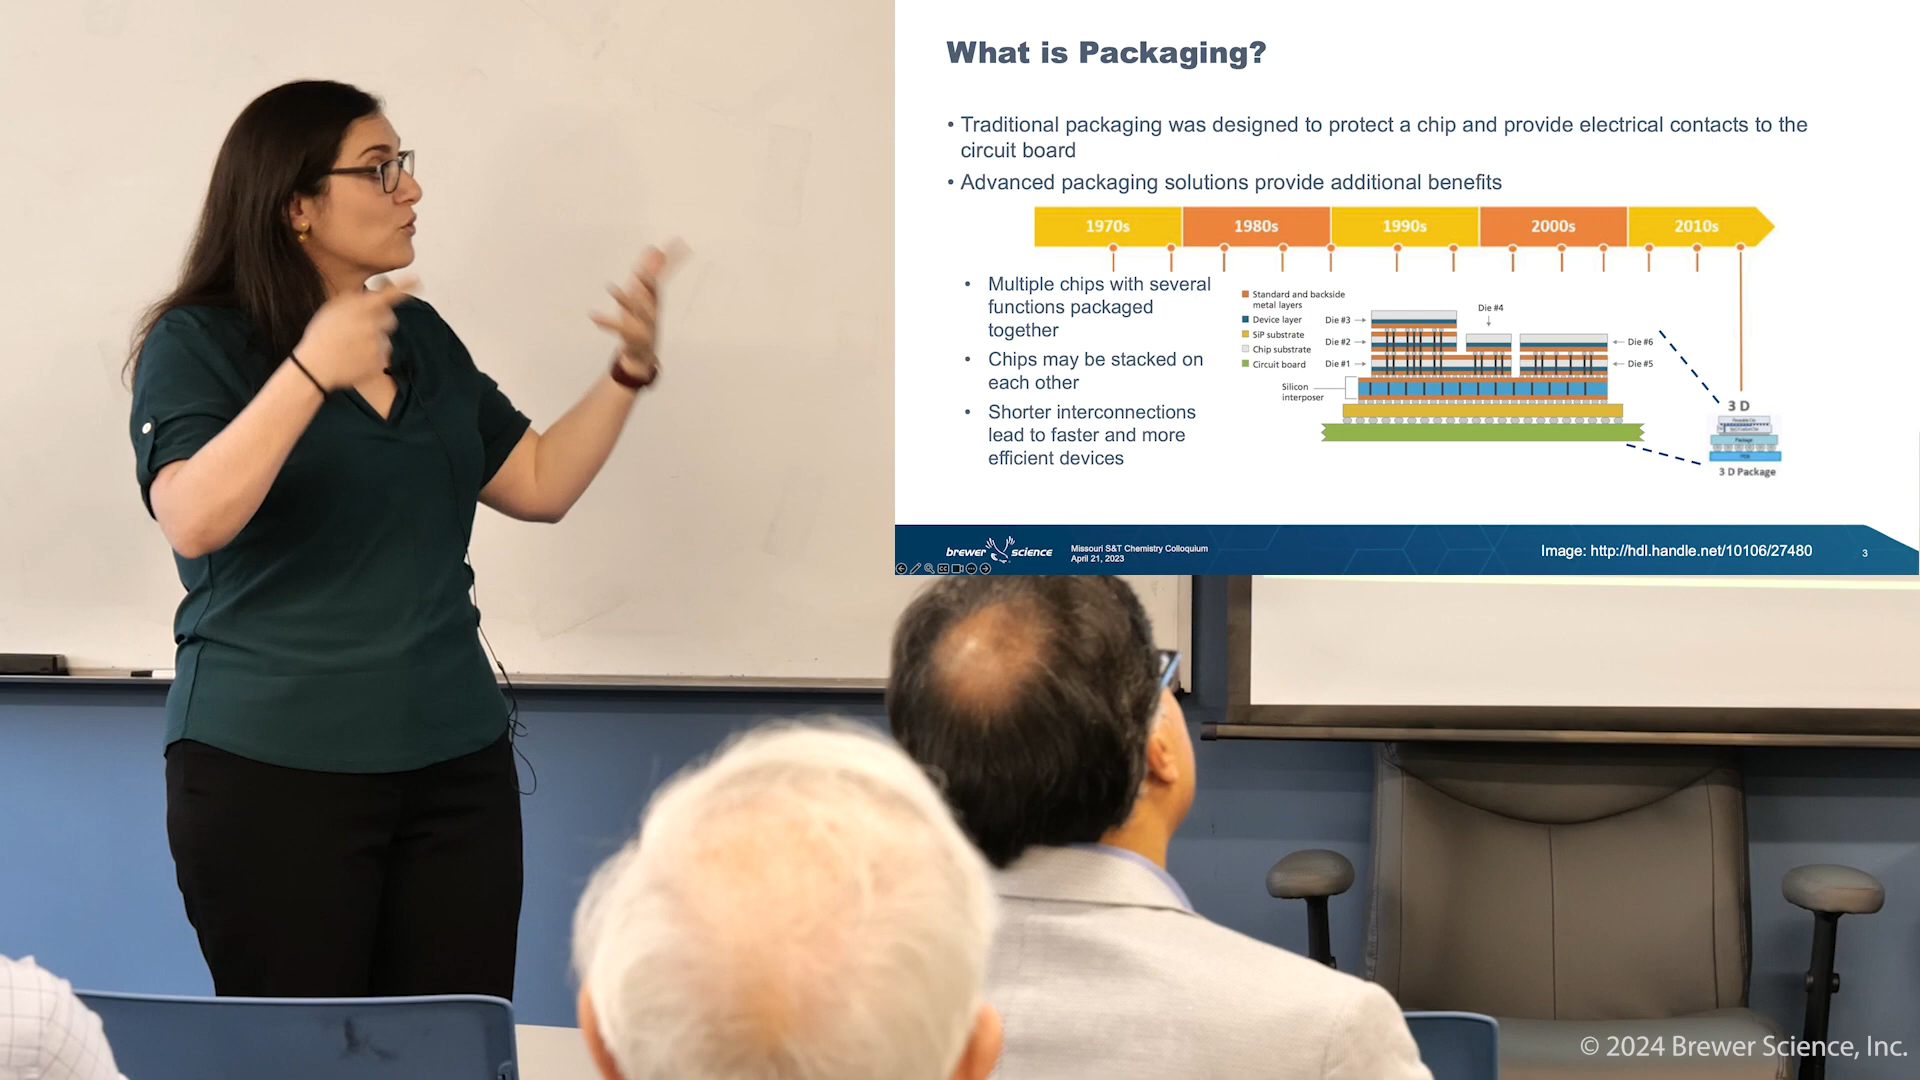 What is Packaging?
• Traditional packaging was designed to protect a chip and provide electrical contacts to the
circuit board
• Advanced packaging solutions provide additional benefits
1970s 1980s 1990s 2000s 2010s
• Multiple chips with several
functions packaged
together
• Chips may be stacked on
each other
• Shorter interconnections
lead to faster and more
efficient devices
Standard and backside
metal layers
Device layer
SiP substrate
Chip substrate
Circuit board
Die #3
Die #2
Die #1
Die #4
Die #6
Die #5
Silicon
interposer
3 D
Package
3 D Package
brewer science
Missouri S&T Chemistry Colloquium
April 21, 2023
Image: http://hdl.handle.net/10106/27480
3
© 2024 Brewer Science, Inc.